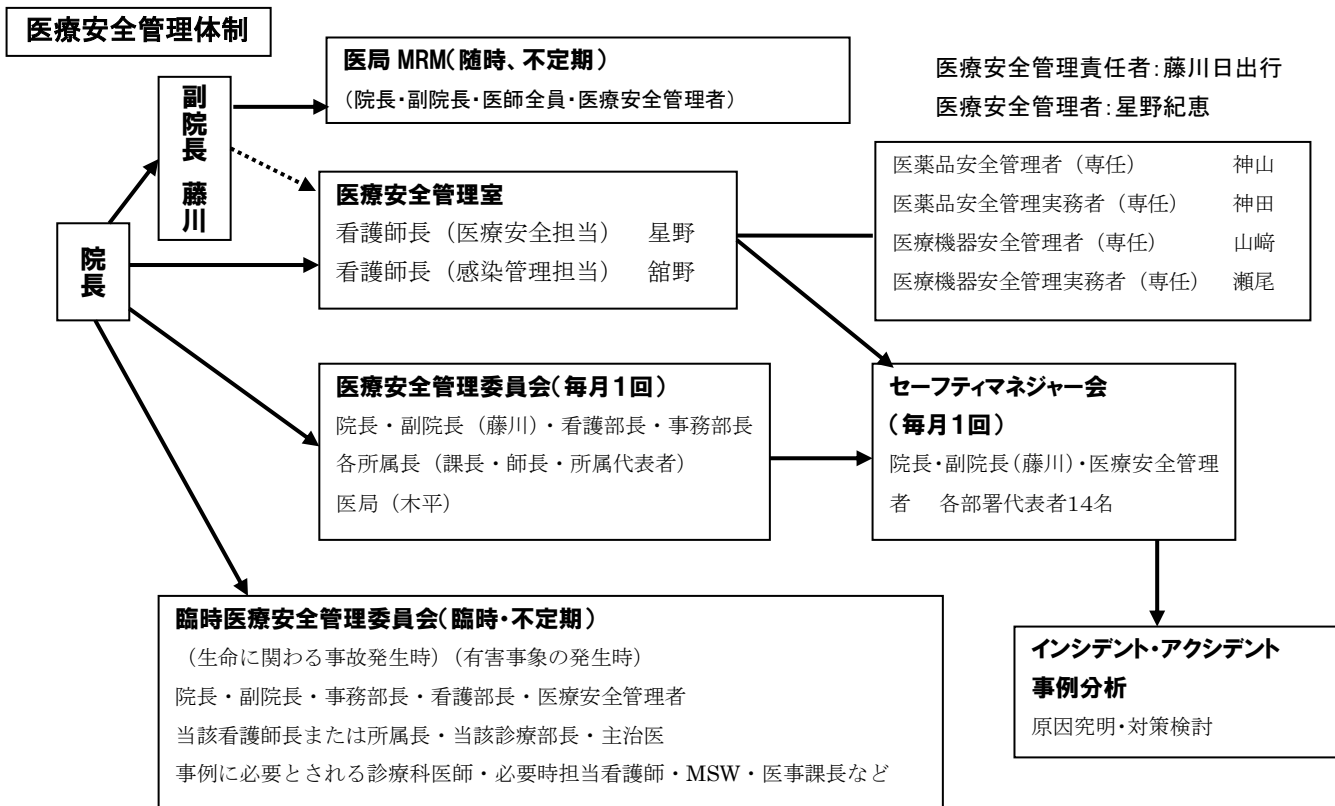 医療安全管理体制
医局 MRM(随時、不定期)
(院長・副院長・医師全員・医療安全管理者)
医療安全管理責任者:藤川日出行
医療安全管理者:星野紀恵
副院長 藤川
院長
医療安全管理室
看護師長(医療安全担当) 星野
看護師長(感染管理担当) 舘野
医薬品安全管理者(専任) 神山
医薬品安全管理実務者(専任) 神田
医療機器安全管理者(専任) 山﨑
医療機器安全管理実務者(専任) 瀬尾
医療安全管理委員会(毎月1回)
院長・副院長(藤川)・看護部長・事務部長
各所属長(課長・師長・所属代表者)
医局(木平)
セーフティマネジャー会
(毎月1回)
院長・副院長(藤川)・医療安全管理
者 各部署代表者14名
臨時医療安全管理委員会(臨時・不定期)
(生命に関わる事故発生時)(有害事象の発生時)
院長・副院長・事務部長・看護部長・医療安全管理者
当該看護師長または所属長・当該診療部長・主治医
事例に必要とされる診療科医師・必要時担当看護師・MSW・医事課長など
インシデント・アクシデント
事例分析
原因究明・対策検討